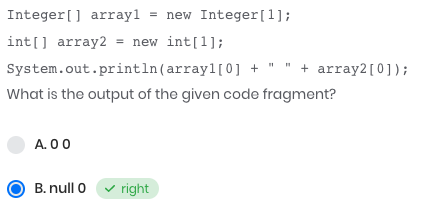 Integer[] array1 = new Integer[1];
int[] array2 = new int[1];
System.out.println(array1[0] + " " + array2[0]);
What is the output of the given code fragment?
A. 0 0
B. null 0 ✓ right